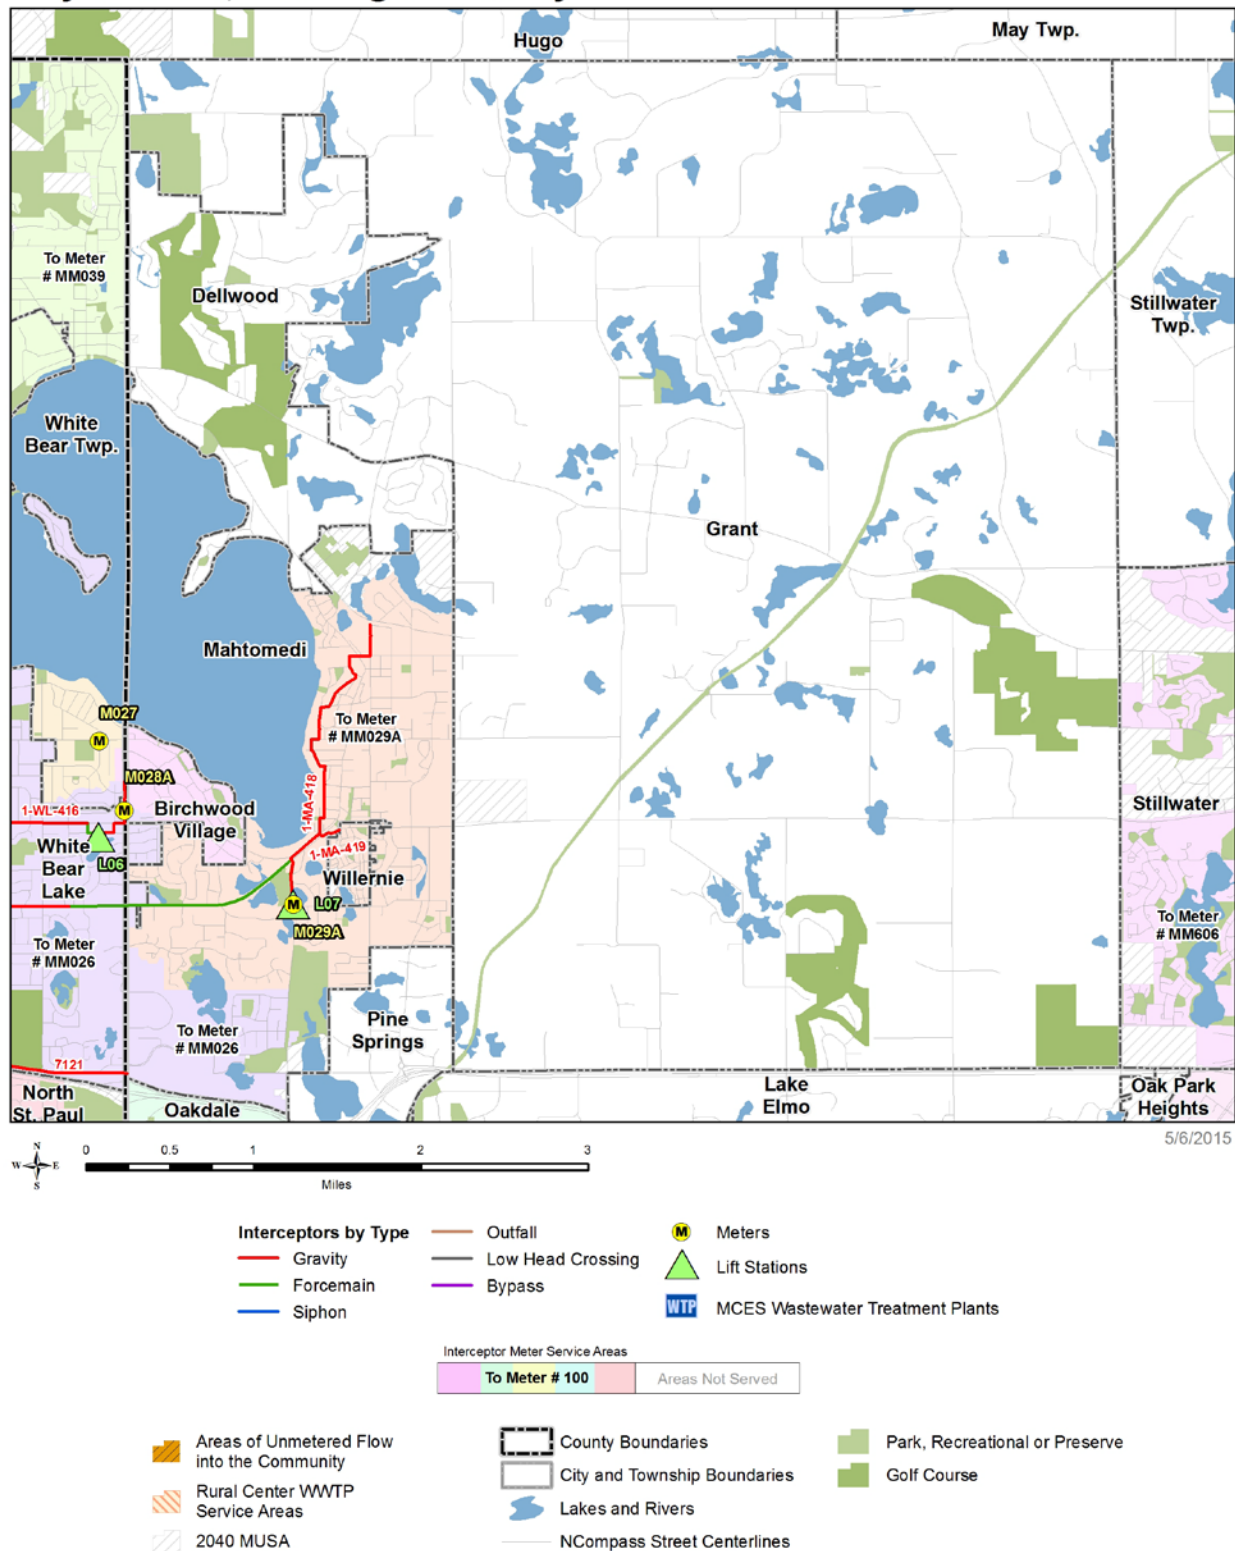 Hugo
May Twp.
To Meter
# MM039
Dellwood
Stillwater
Twp.
White
Bear Twp.
Grant
Mahtomedi
M027
To Meter
# MM029A
M
M028A
1-WL-416
M
Birchwood
Village
1-MA-418
Stillwater
White
Bear
Lake
L06
1-MA-419
Willernie
M
L07
M029A
To Meter
# MM606
To Meter
# MM026
To Meter
# MM026
Pine
Springs
7121
North
St. Paul
Oakdale
Lake
Elmo
Oak Park
Heights
5/6/2015
N
W E
S
0 0.5 1 2 3
Miles
Interceptors by Type
Gravity
Forcemain
Siphon
Outfall
Low Head Crossing
Bypass
M Meters
Lift Stations
WTP MCES Wastewater Treatment Plants
Interceptor Meter Service Areas
To Meter # 100 Areas Not Served
Areas of Unmetered Flow
into the Community
Rural Center WWTP
Service Areas
2040 MUSA
County Boundaries
City and Township Boundaries
Lakes and Rivers
NCompass Street Centerlines
Park, Recreational or Preserve
Golf Course